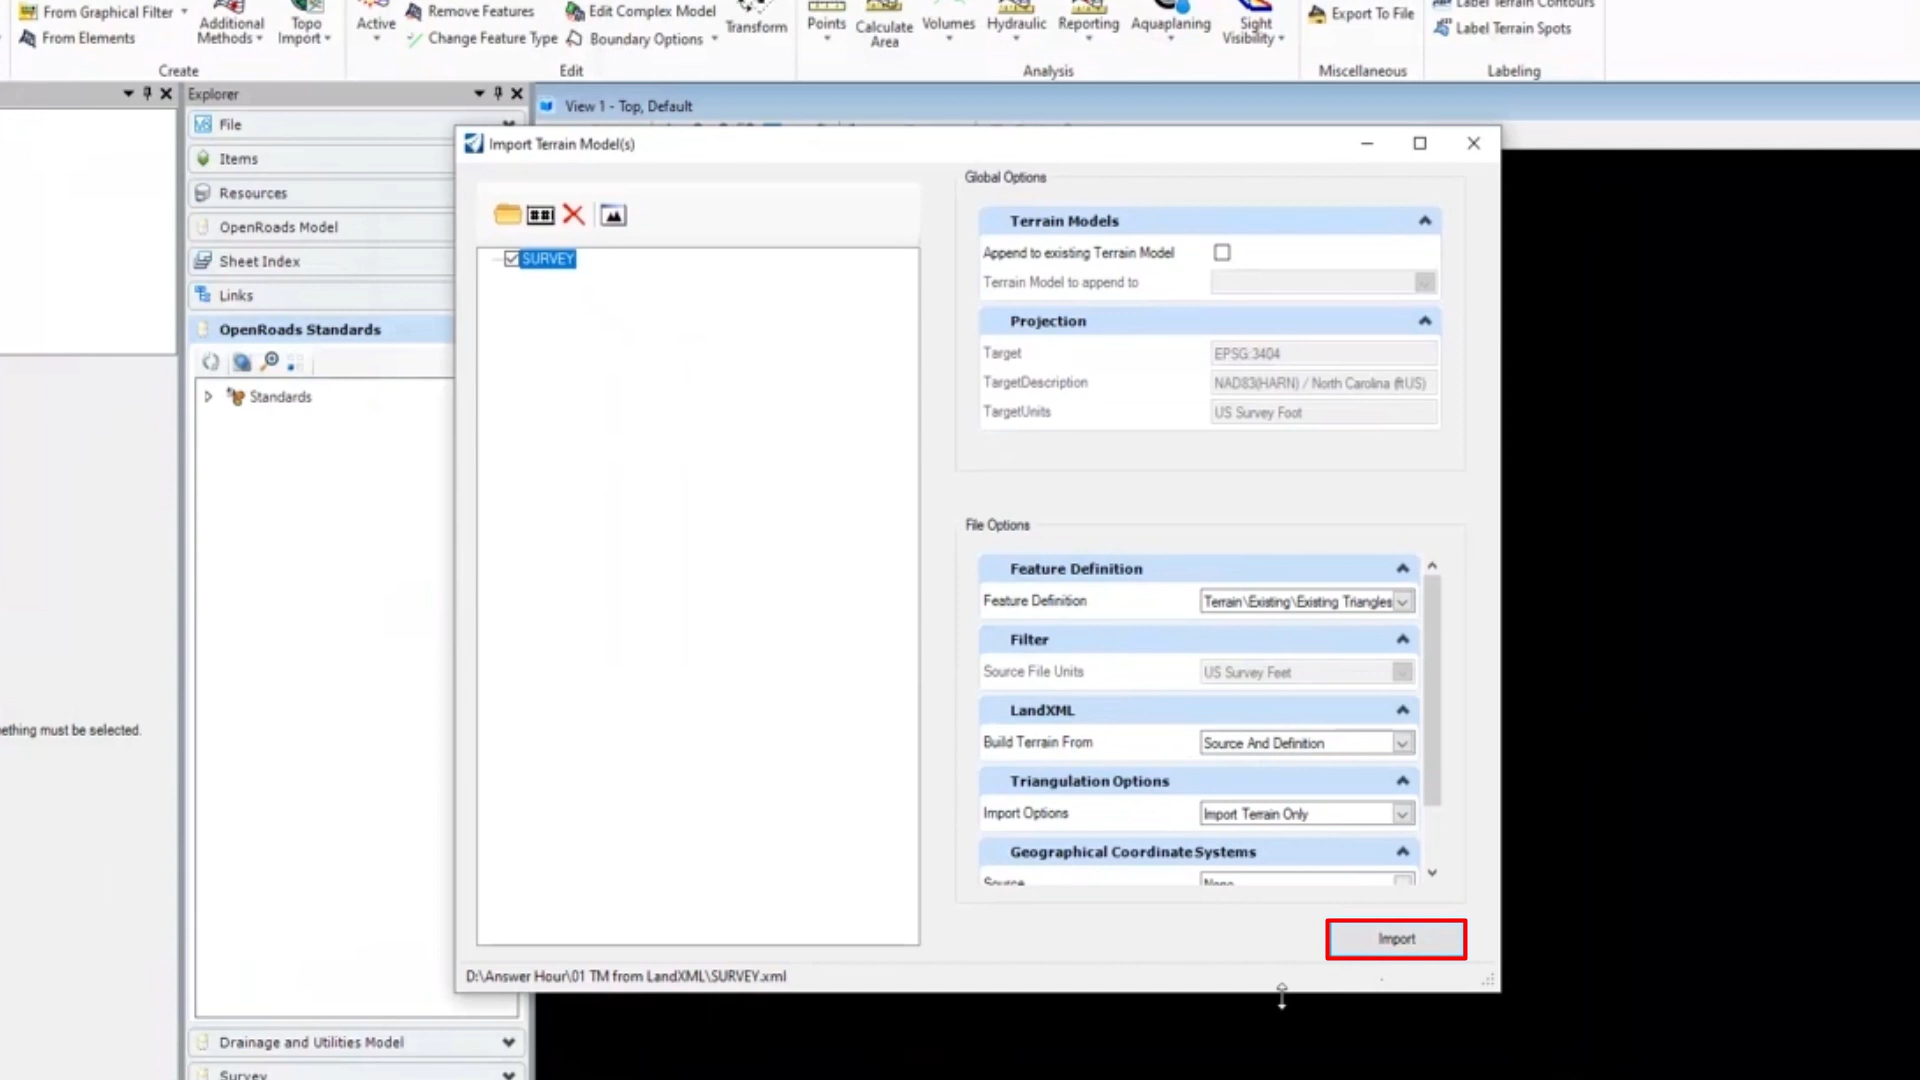 From Graphical Filter
From Elements
Additional
Methods
Topo
Import
Create
Active
Remove Features
Change Feature Type
Edit Complex Model
Boundary Options
Transform
Edit
Points
Calculate
Area
Volumes
Hydraulic
Reporting
Aquaplaning
Sight
Visibility
Analysis
Export To File
Miscellaneous
Label Terrain Contours
Label Terrain Spots
Labeling
Explorer
File
Items
Resources
OpenRoads Model
Sheet Index
Links
OpenRoads Standards
Standards
ething must be selected.
Drainage and Utilities Model
Survey
View 1 - Top, Default
Import Terrain Model(s)
SURVEY
Global Options
Terrain Models
Append to existing Terrain Model
Terrain Model to append to
Projection
Target EPSG:3404
TargetDescription NAD83(HARN) / North Carolina (ftUS)
TargetUnits US Survey Foot
File Options
Feature Definition
Feature Definition Terrain\Existing\Existing Triangles
Filter
Source File Units US Survey Feet
LandXML
Build Terrain From Source And Definition
Triangulation Options
Import Options Import Terrain Only
Geographical Coordinate Systems
Source None
Import
D:\Answer Hour\01 TM from LandXML\SURVEY.xml